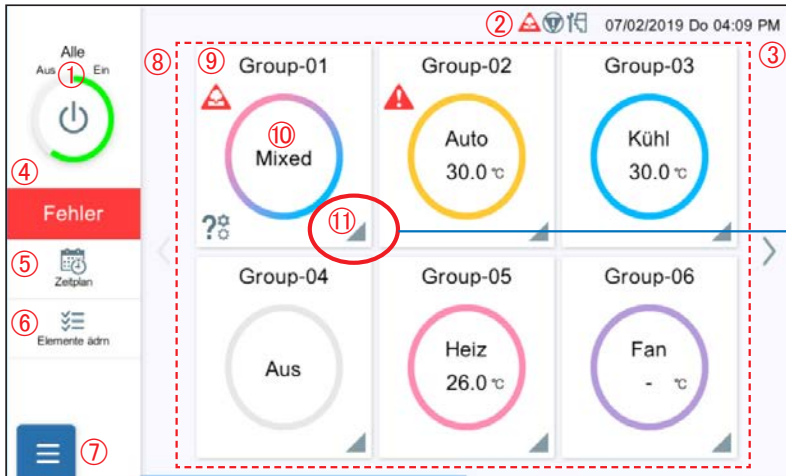 ② 07/02/2019 Do 04:09 PM
Alle
Aus ① Ein
⑧ ⑨ Group-01 Group-02 Group-03 ③
⑩
Mixed Auto Kühl
30.0 ℃ 30.0 ℃
④
Fehler
⑪
?
⑤
Zeitplan
Group-04 Group-05 Group-06
⑥
Elemente ädrn
Aus Heiz Fan
26.0 ℃ - ℃
⑦